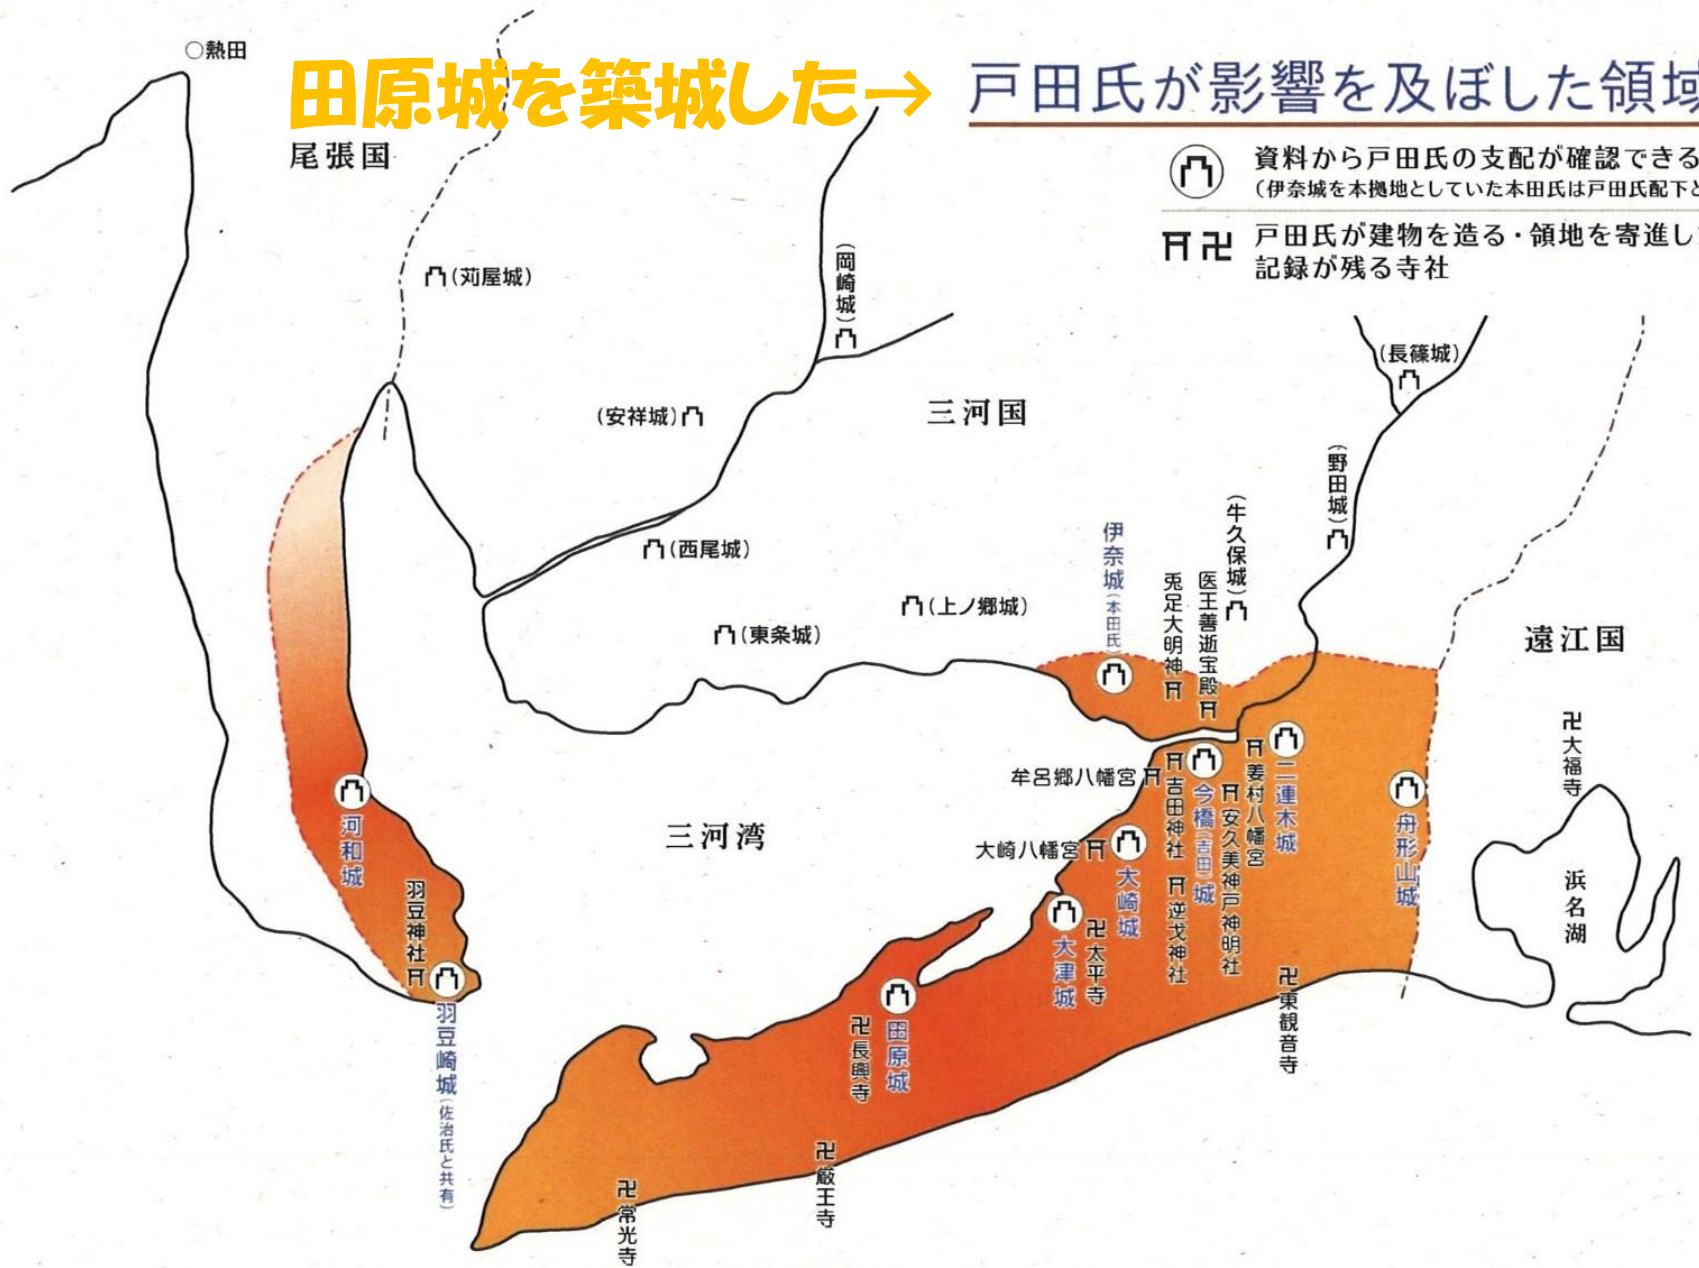 ○熱田
田原城を築城した→
戸田氏が影響を及ぼした領域
尾張国
資料から戸田氏の支配が確認できる
（伊奈城を本拠地としていた本田氏は戸田氏配下と
戸田氏が建物を造る・領地を寄進し
記録が残る寺社
(苅屋城)
(岡崎城)
(長篠城)
(安祥城)
三河国
(野田城)
(牛久保城)
(西尾城)
伊奈城(本田氏)
兎足大明神
医王善逝宝殿
(上ノ郷城)
(東条城)
遠江国
卍大福寺
牟呂郷八幡宮
吉田神社
今橋(吉田)城
姜村八幡宮
安久美神戸神明社
二連木城
舟形山城
河和城
三河湾
大崎八幡宮
大崎城
逆戈神社
浜名湖
羽豆神社
大津城
卍太平寺
卍東観音寺
羽豆崎城(佐治氏と共有)
田原城
卍長興寺
卍厳王寺
卍常光寺